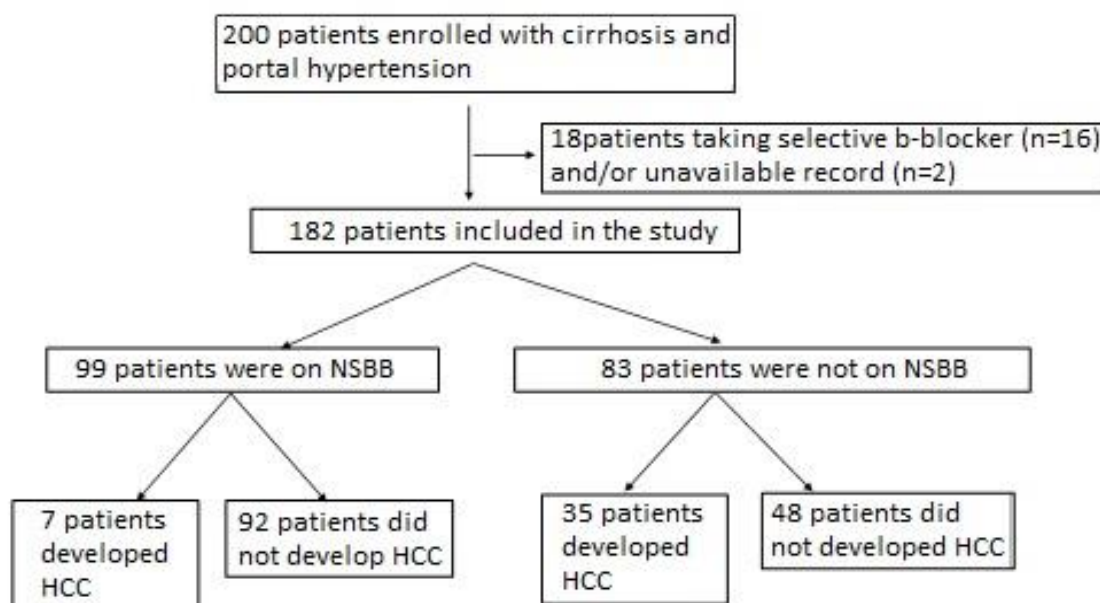 200 patients enrolled with cirrhosis and
portal hypertension
18patients taking selective b-blocker (n=16)
and/or unavailable record (n=2)
182 patients included in the study
99 patients were on NSBB
83 patients were not on NSBB
7 patients
developed
HCC
92 patients did
not develop HCC
35 patients
developed
HCC
48 patients did
not developed HCC